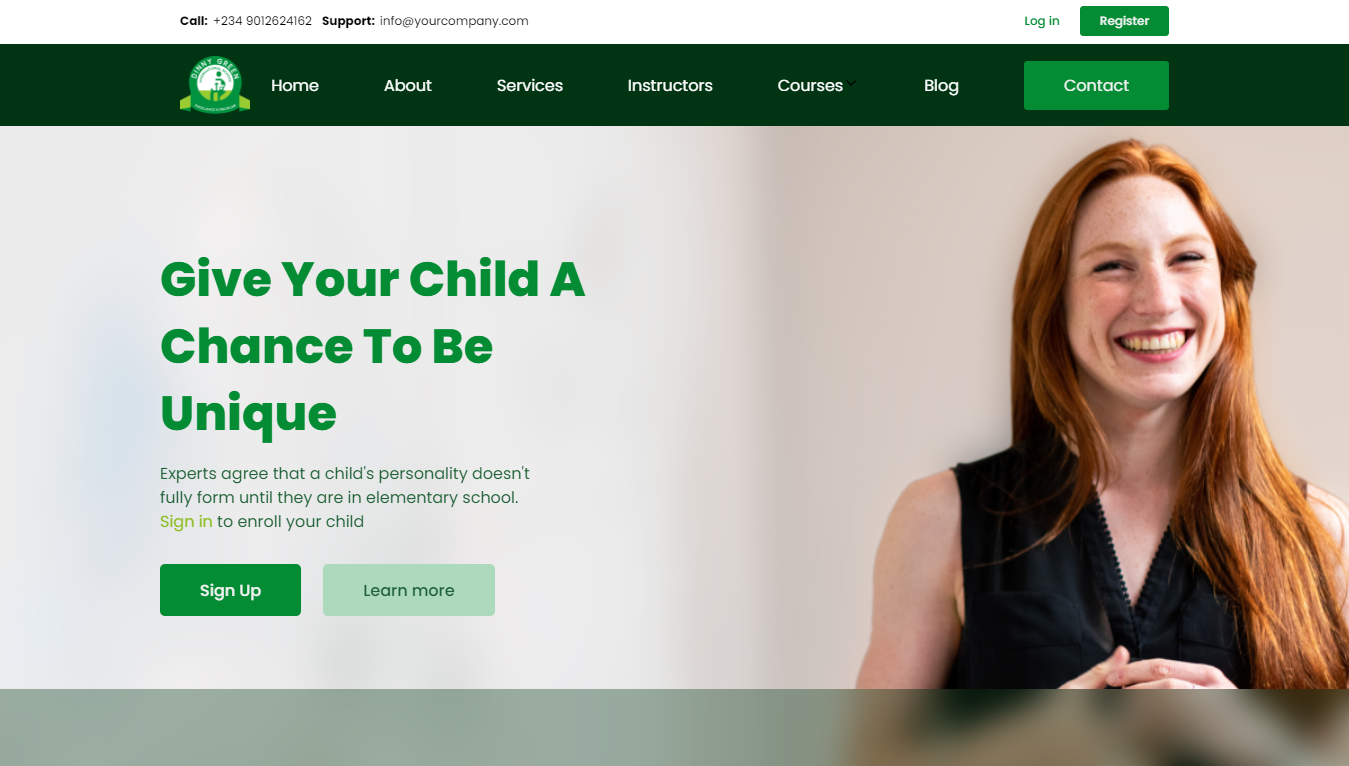 Call: +234 9012624162 Support: info@yourcompany.com
Log in
Register
DINNY GREEN
Home
About
Services
Instructors
Courses
Blog
Contact
Give Your Child A
Chance To Be
Unique
Experts agree that a child's personality doesn't
fully form until they are in elementary school.
Sign in to enroll your child
Sign Up
Learn more